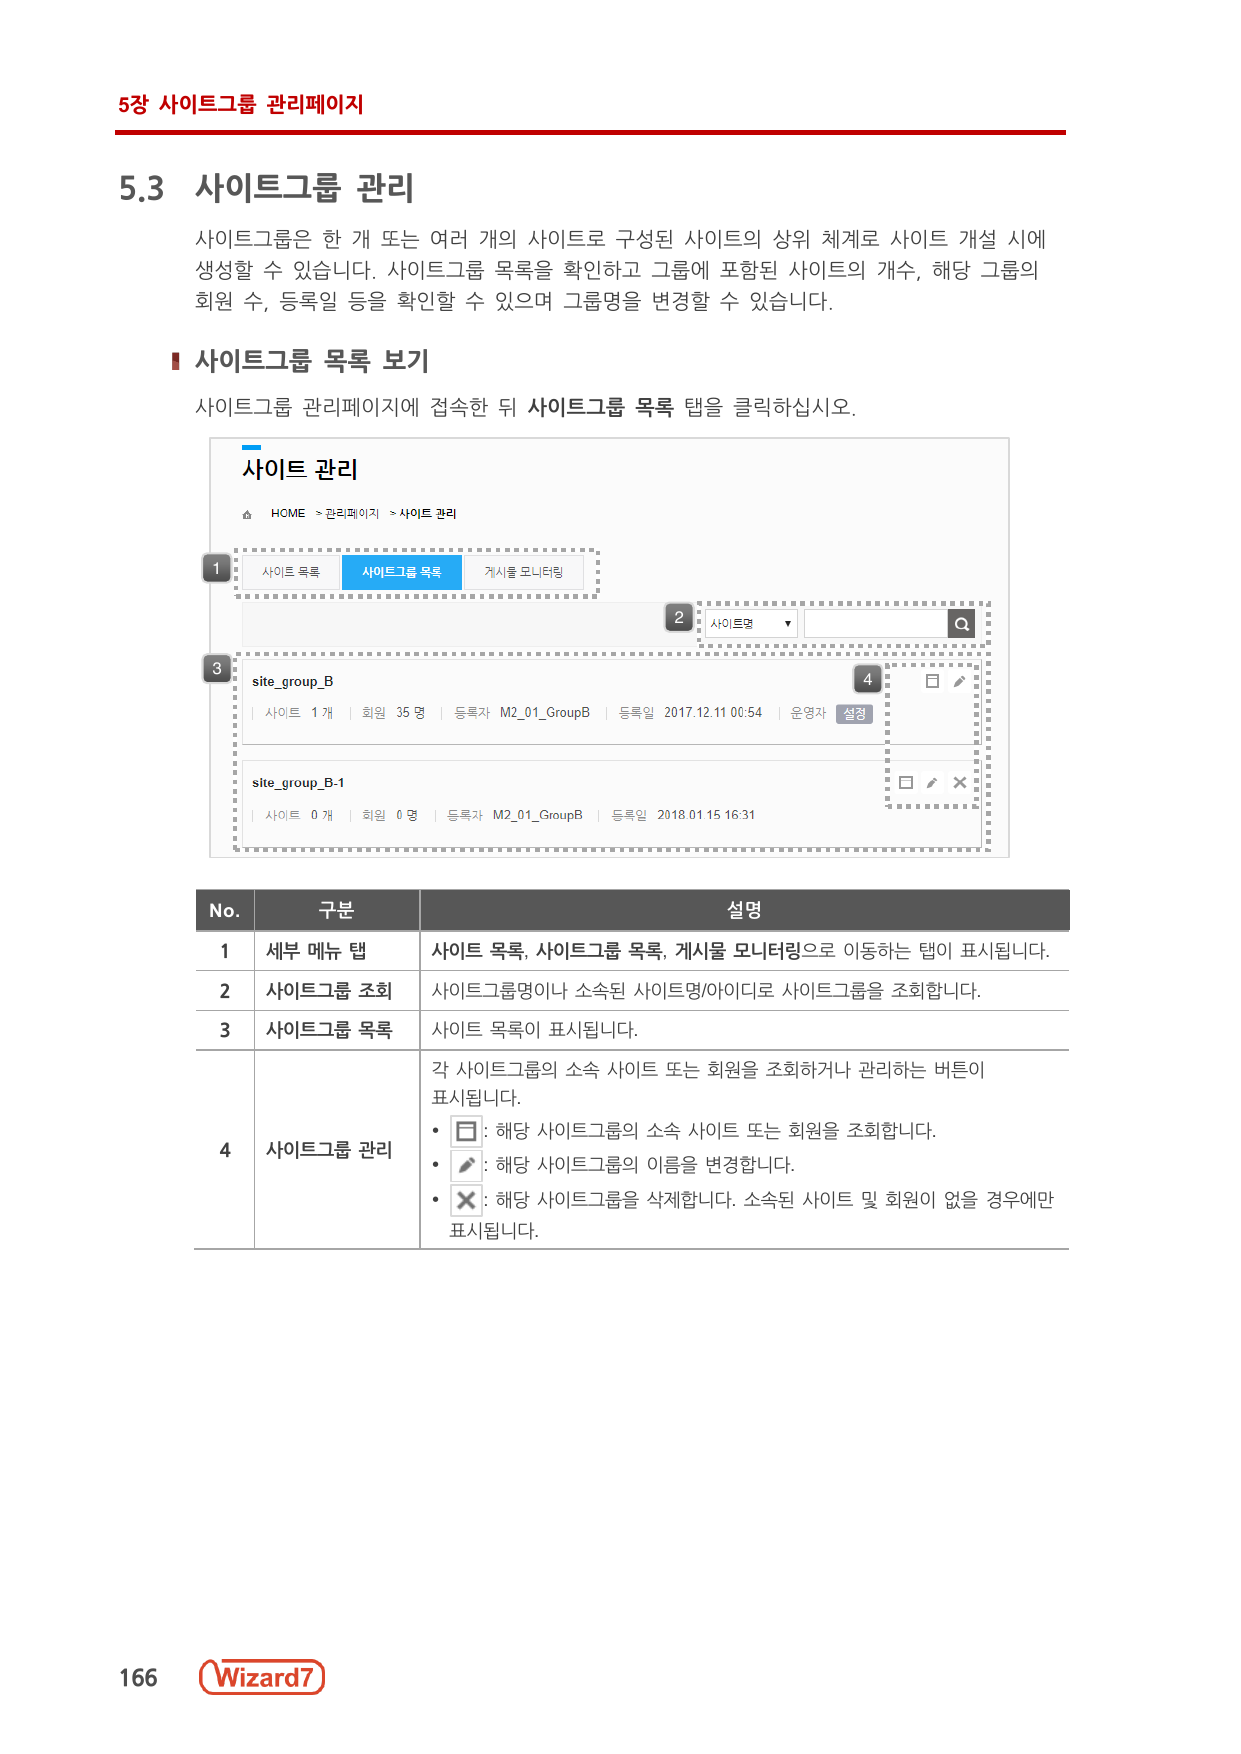 5장 사이트그룹 관리페이지
5.3 사이트그룹 관리
사이트그룹은 한 개 또는 여러 개의 사이트로 구성된 사이트의 상위 체계로 사이트 개설 시에
생성할 수 있습니다. 사이트그룹 목록을 확인하고 그룹에 포함된 사이트의 개수, 해당 그룹의
회원 수, 등록일 등을 확인할 수 있으며 그룹명을 변경할 수 있습니다.
사이트그룹 목록 보기
사이트그룹 관리페이지에 접속한 뒤 사이트그룹 목록 탭을 클릭하십시오.
사이트 관리
HOME > 관리페이지 > 사이트 관리
1 사이트 목록 사이트그룹 목록 게시물 모니터링
2 사이트명 ▼
3
site_group_B 4
사이트 1 개 | 회원 35 명 | 등록자 M2_01_GroupB | 등록일 2017.12.11 00:54 | 운영자 설정
site_group_B-1
사이트 0 개 | 회원 0 명 | 등록자 M2_01_GroupB | 등록일 2018.01.15 16:31
No. 구분 설명
1 세부 메뉴 탭 사이트 목록, 사이트그룹 목록, 게시물 모니터링으로 이동하는 탭이 표시됩니다.
2 사이트그룹 조회 사이트그룹명이나 소속된 사이트명/아이디로 사이트그룹을 조회합니다.
3 사이트그룹 목록 사이트 목록이 표시됩니다.
4 사이트그룹 관리 각 사이트그룹의 소속 사이트 또는 회원을 조회하거나 관리하는 버튼이
표시됩니다.
• : 해당 사이트그룹의 소속 사이트 또는 회원을 조회합니다.
• : 해당 사이트그룹의 이름을 변경합니다.
• : 해당 사이트그룹을 삭제합니다. 소속된 사이트 및 회원이 없을 경우에만
표시됩니다.
166 Wizard7